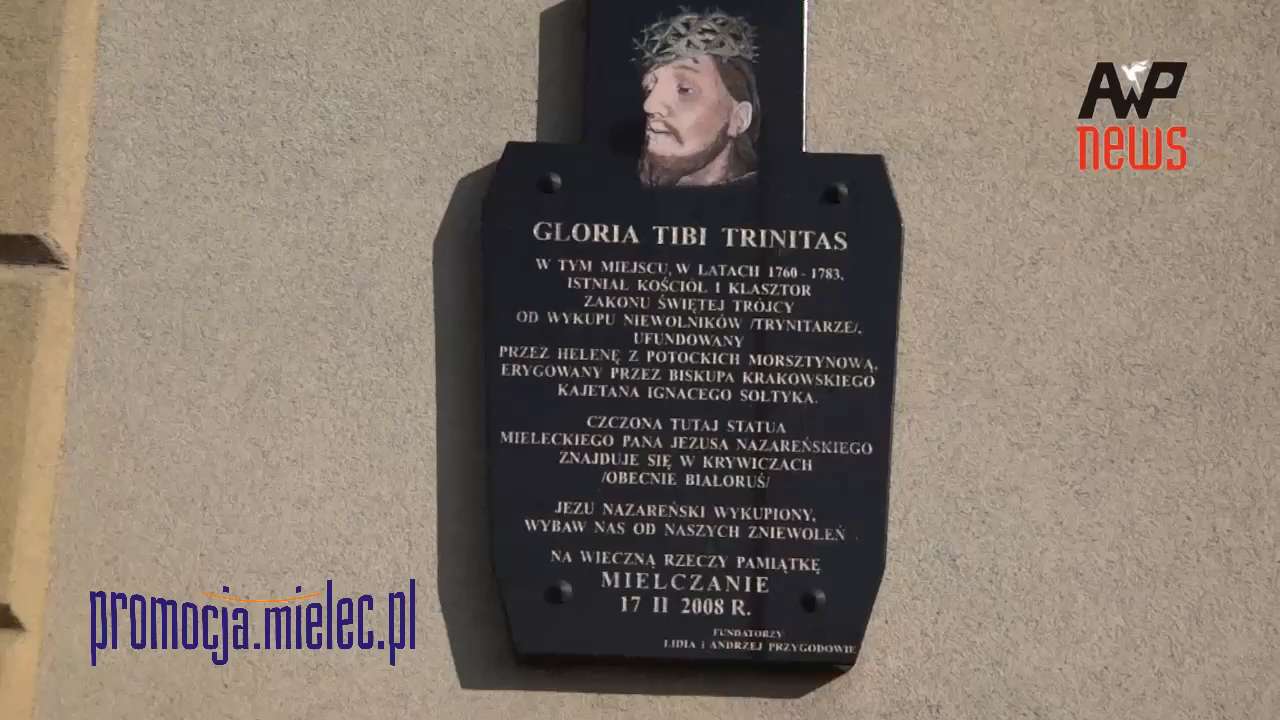 AWP
news
GLORIA TIBI TRINITAS
W TYM MIEJSCU, W LATACH 1760 - 1783,
ISTNIAŁ KOŚCIÓŁ I KLASZTOR
ZAKONU ŚWIĘTEJ TRÓJCY
OD WYKUPU NIEWOLNIKÓW /TRYNITARZE/,
UFUNDOWANY
PRZEZ HELENĘ Z POTOCKICH MORSZTYNOWĄ,
ERYGOWANY PRZEZ BISKUPA KRAKOWSKIEGO
KAJETANA IGNACEGO SOŁTYKA.
CZCZONA TUTAJ STATUA
MIELECKIEGO PANA JEZUSA NAZAREŃSKIEGO
ZNAJDUJE SIĘ W KRYWICZACH
/OBECNIE BIAŁORUŚ/
JEZU NAZAREŃSKI WYKUPIONY,
WYBAW NAS OD NASZYCH ZNIEWOLEŃ .
NA WIECZNĄ RZECZY PAMIĄTKĘ
MIELCZANIE
17 II 2008 R.
FUNDATORZY
LIDIA I ANDRZEJ PRZYGODOWIE
promocja.mielec.pl